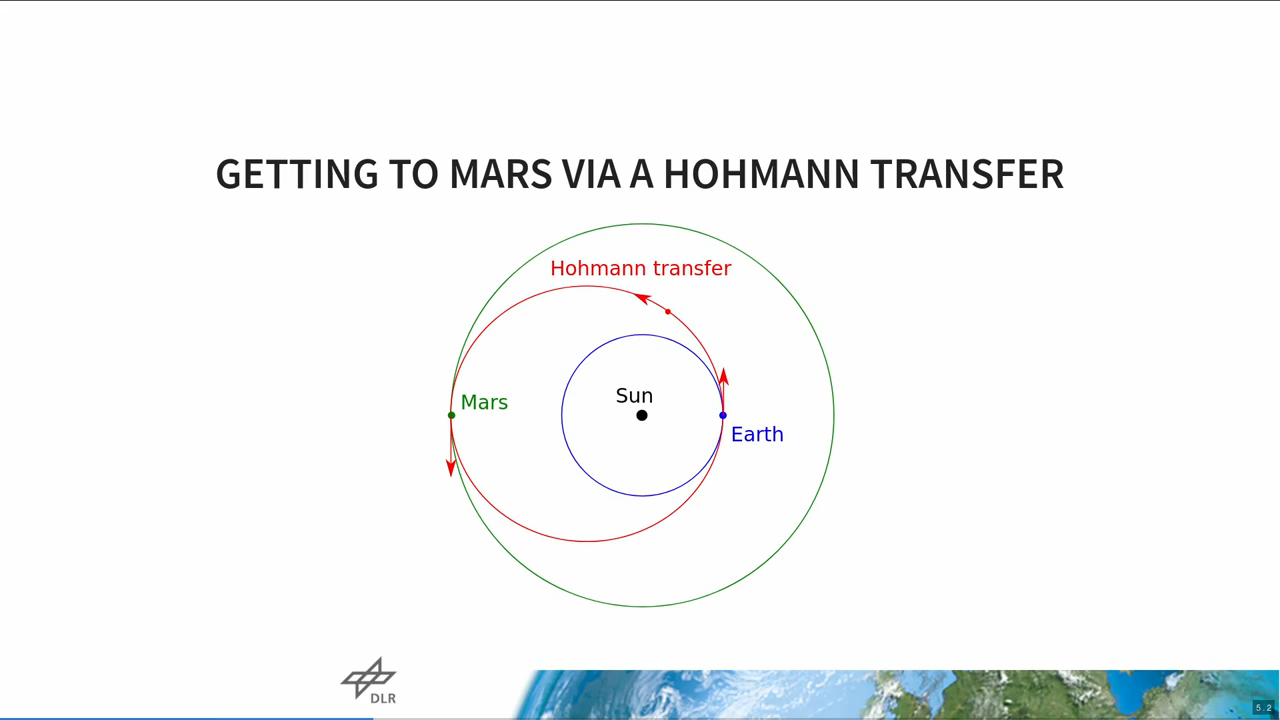 GETTING TO MARS VIA A HOHMANN TRANSFER
Hohmann transfer
Sun
Mars
Earth
DLR
5.2